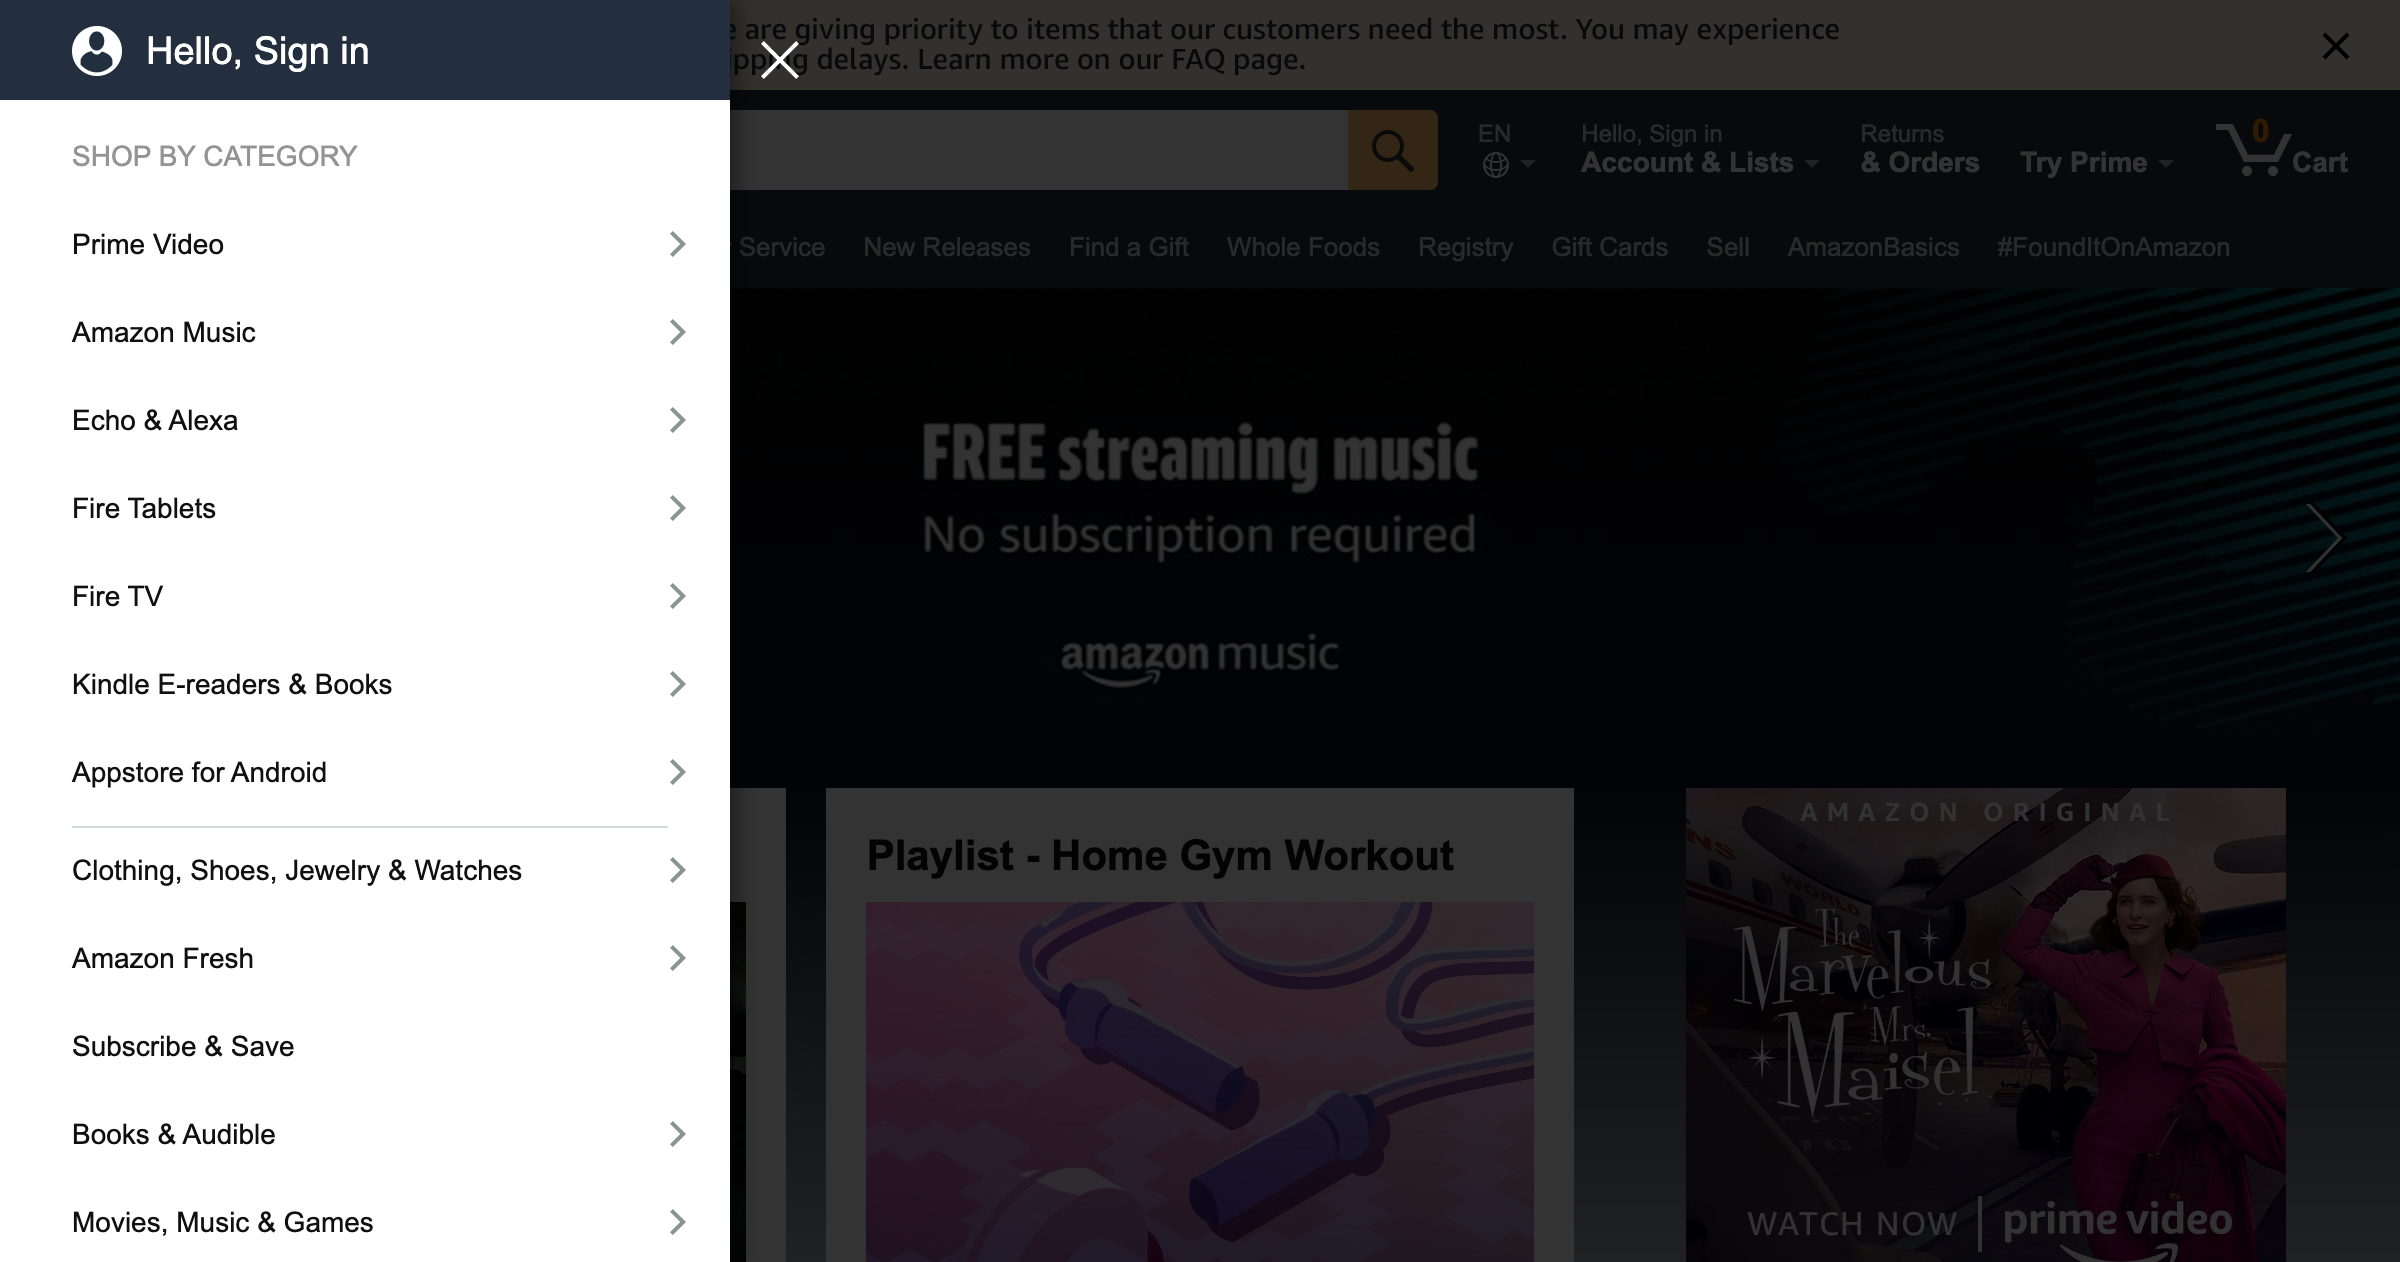 Hello, Sign in
SHOP BY CATEGORY
Prime Video
Amazon Music
Echo & Alexa
Fire Tablets
Fire TV
Kindle E-readers & Books
Appstore for Android
Clothing, Shoes, Jewelry & Watches
Amazon Fresh
Subscribe & Save
Books & Audible
Movies, Music & Games
are giving priority to items that our customers need the most. You may experience
delays. Learn more on our FAQ page.
EN
Hello, Sign in
Account & Lists
Returns
& Orders
Try Prime
0
Cart
Service New Releases Find a Gift Whole Foods Registry Gift Cards Sell AmazonBasics #FoundItOnAmazon
FREE streaming music
No subscription required
amazon music
Playlist - Home Gym Workout
AMAZON ORIGINAL
WORLD
The
Marvelous
Mrs.
Maisel
WATCH NOW | prime video